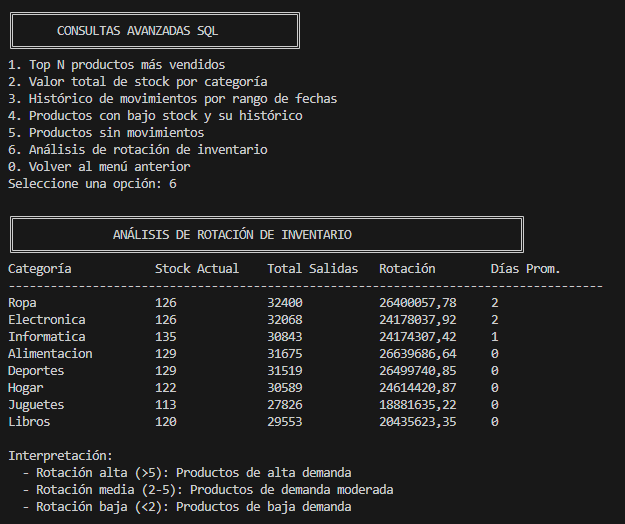 CONSULTAS AVANZADAS SQL
1. Top N productos más vendidos
2. Valor total de stock por categoría
3. Histórico de movimientos por rango de fechas
4. Productos con bajo stock y su histórico
5. Productos sin movimientos
6. Análisis de rotación de inventario
0. Volver al menú anterior
Seleccione una opción: 6
ANÁLISIS DE ROTACIÓN DE INVENTARIO
Categoría Stock Actual Total Salidas Rotación Días Prom.
-------------------------------------------------------------------------------------
Ropa 126 32400 26400057,78 2
Electronica 126 32068 24178037,92 2
Informatica 135 30843 24174307,42 1
Alimentacion 129 31675 26639686,64 0
Deportes 129 31519 26499740,85 0
Hogar 122 30589 24614420,87 0
Juguetes 113 27826 18881635,22 0
Libros 120 29553 20435623,35 0
Interpretación:
- Rotación alta (>5): Productos de alta demanda
- Rotación media (2-5): Productos de demanda moderada
- Rotación baja (<2): Productos de baja demanda